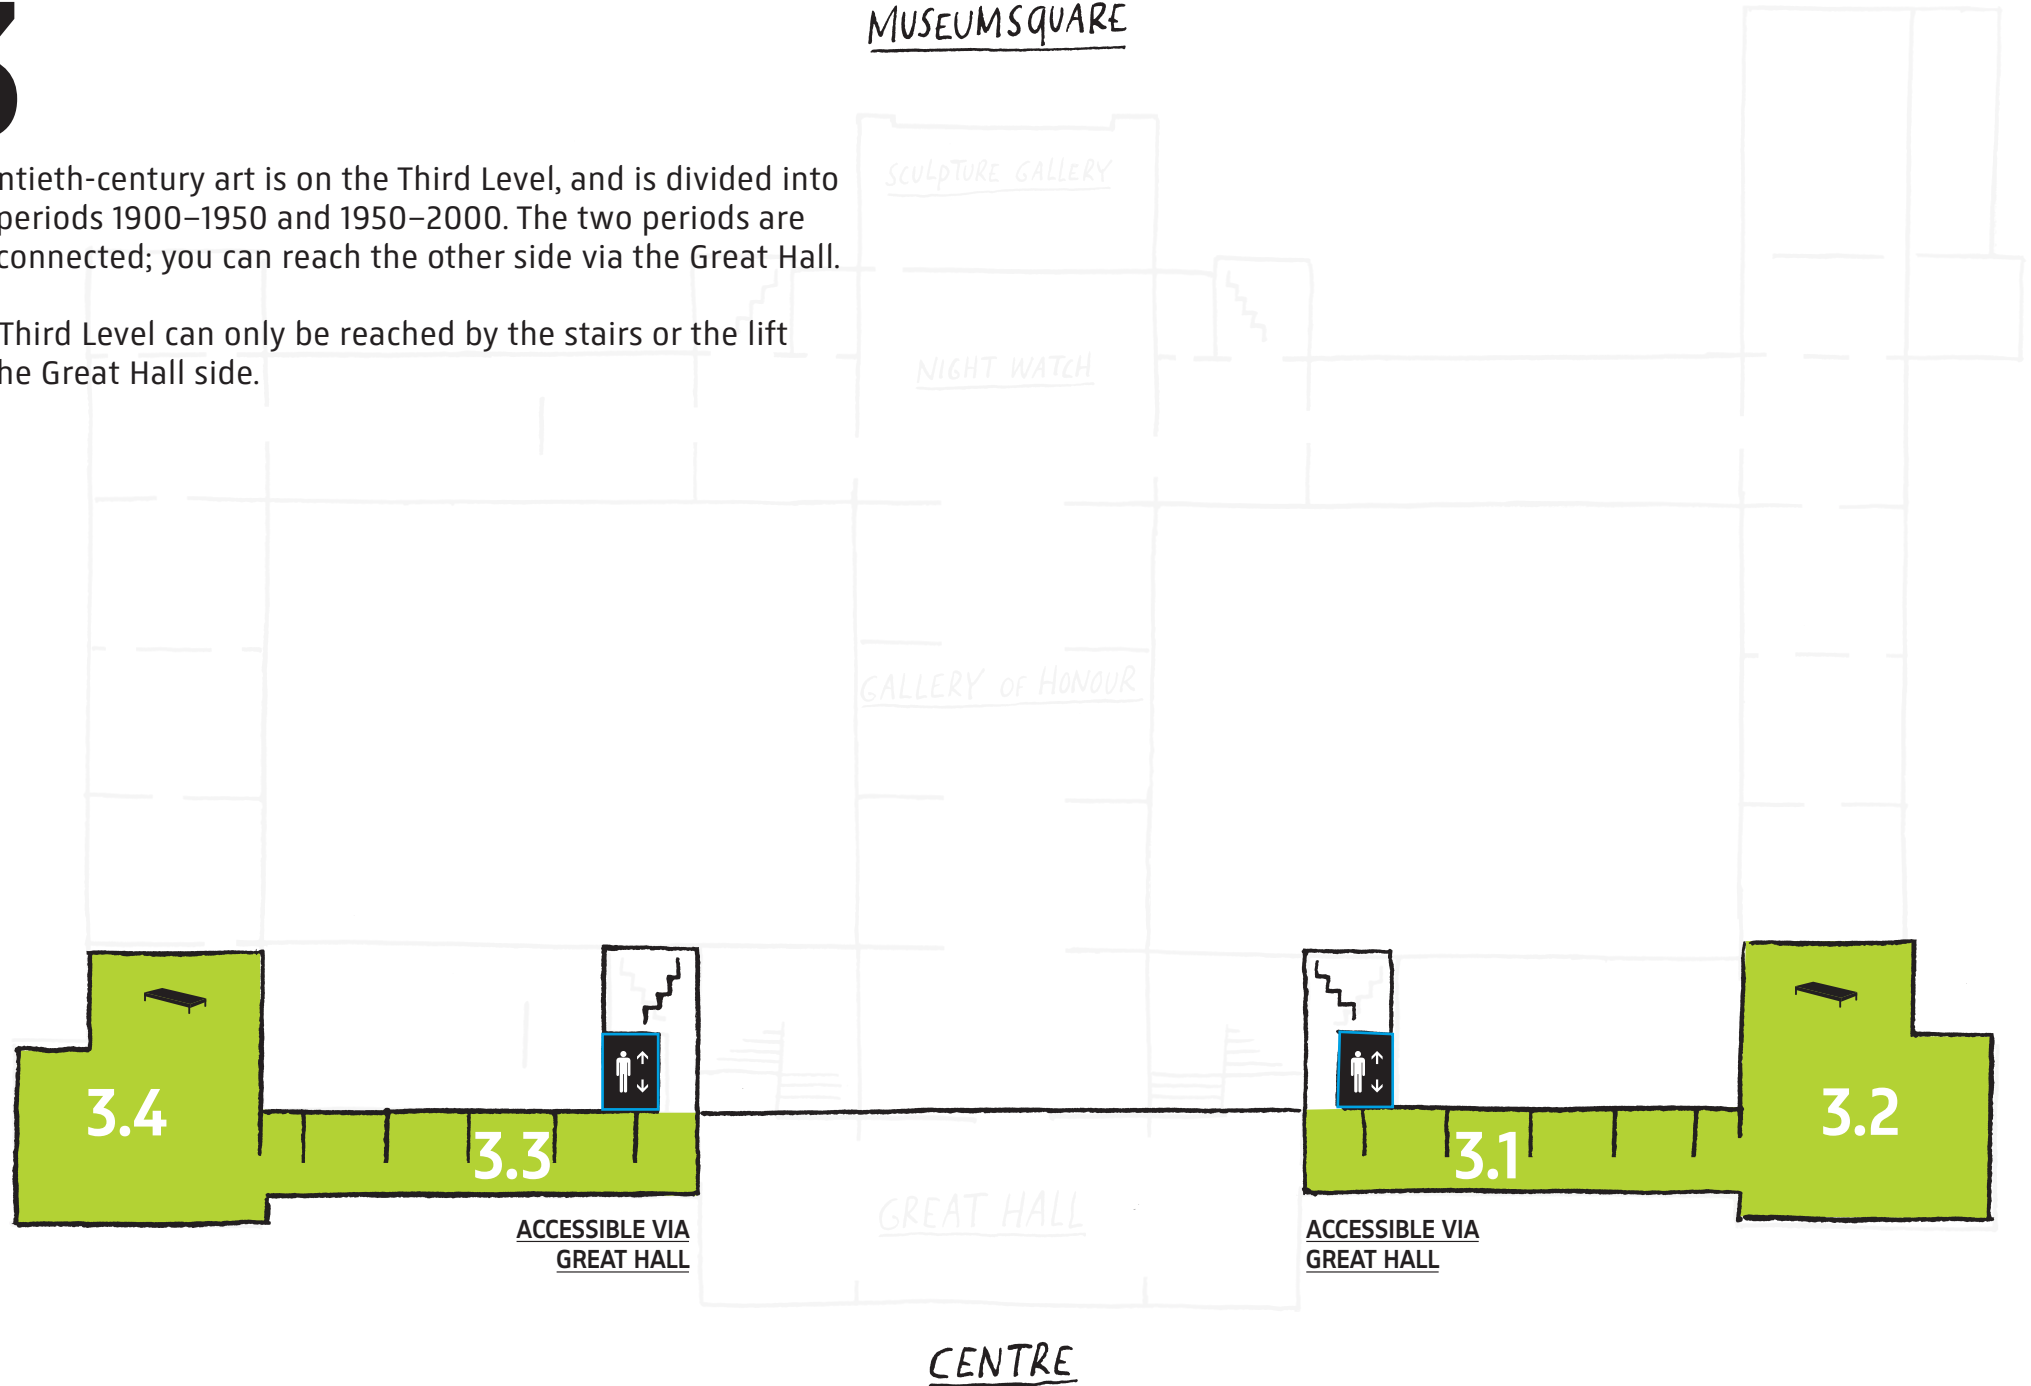 MUSEUMSQUARE
3
ntieth-century art is on the Third Level, and is divided into
periods 1900–1950 and 1950–2000. The two periods are
connected; you can reach the other side via the Great Hall.
Third Level can only be reached by the stairs or the lift
he Great Hall side.
SCULPTURE GALLERY
NIGHT WATCH
GALLERY OF HONOUR
3.4
3.3
3.1
3.2
GREAT HALL
ACCESSIBLE VIA
GREAT HALL
ACCESSIBLE VIA
GREAT HALL
CENTRE